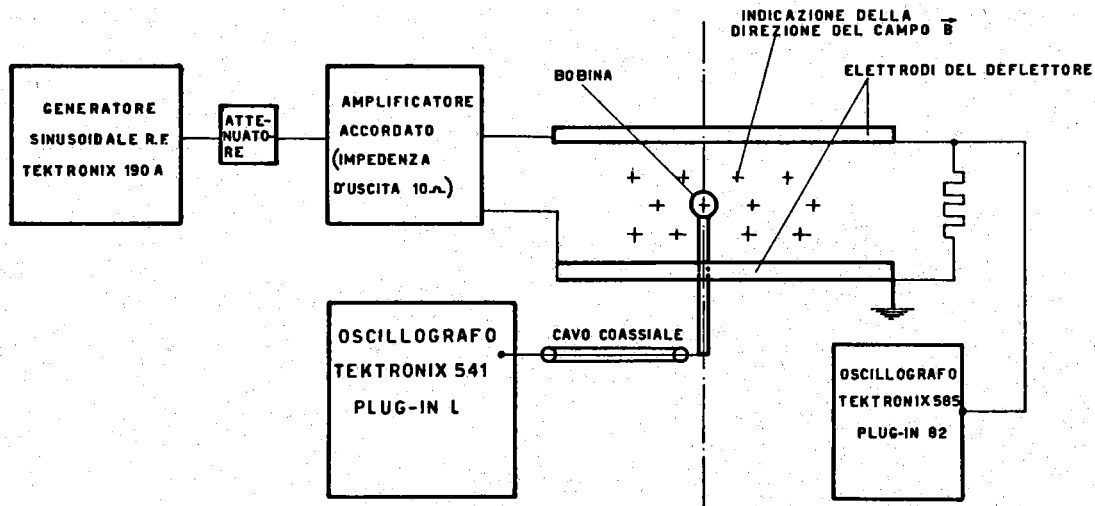 INDICAZIONE DELLA
DIREZIONE DEL CAMPO B
BOBINA
ELETTRODI DEL DEFLETTORE
GENERATORE
SINUSOIDALE R.F
TEKTRONIX 190 A
ATTE-
NUATO
RE
AMPLIFICATORE
ACCORDATO
(IMPEDENZA
D'USCITA 10Ω)
OSCILLOGRAFO
TEKTRONIX 541
PLUG-IN L
CAVO COASSIALE
OSCILLOGRAFO
TEKTRONIX 585
PLUG-IN 82